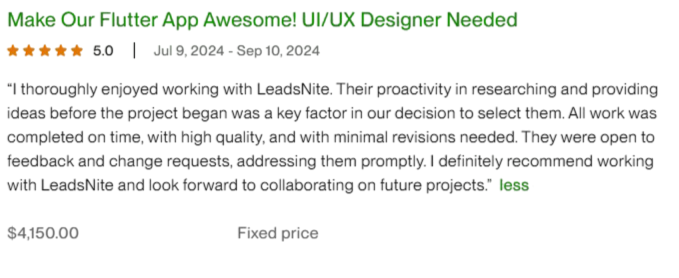 Make Our Flutter App Awesome! UI/UX Designer Needed
5.0 | Jul 9, 2024 - Sep 10, 2024
“I thoroughly enjoyed working with LeadsNite. Their proactivity in researching and providing
ideas before the project began was a key factor in our decision to select them. All work was
completed on time, with high quality, and with minimal revisions needed. They were open to
feedback and change requests, addressing them promptly. I definitely recommend working
with LeadsNite and look forward to collaborating on future projects.” less
$4,150.00 Fixed price